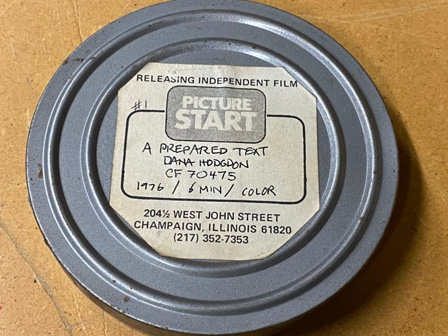 RELEASING INDEPENDENT FILM
#1
PICTURE
START
A PREPARED TEXT
DANA HODGDON
CF 70475
1976 / 6 MIN / COLOR
204½ WEST JOHN STREET
CHAMPAIGN, ILLINOIS 61820
(217) 352-7353